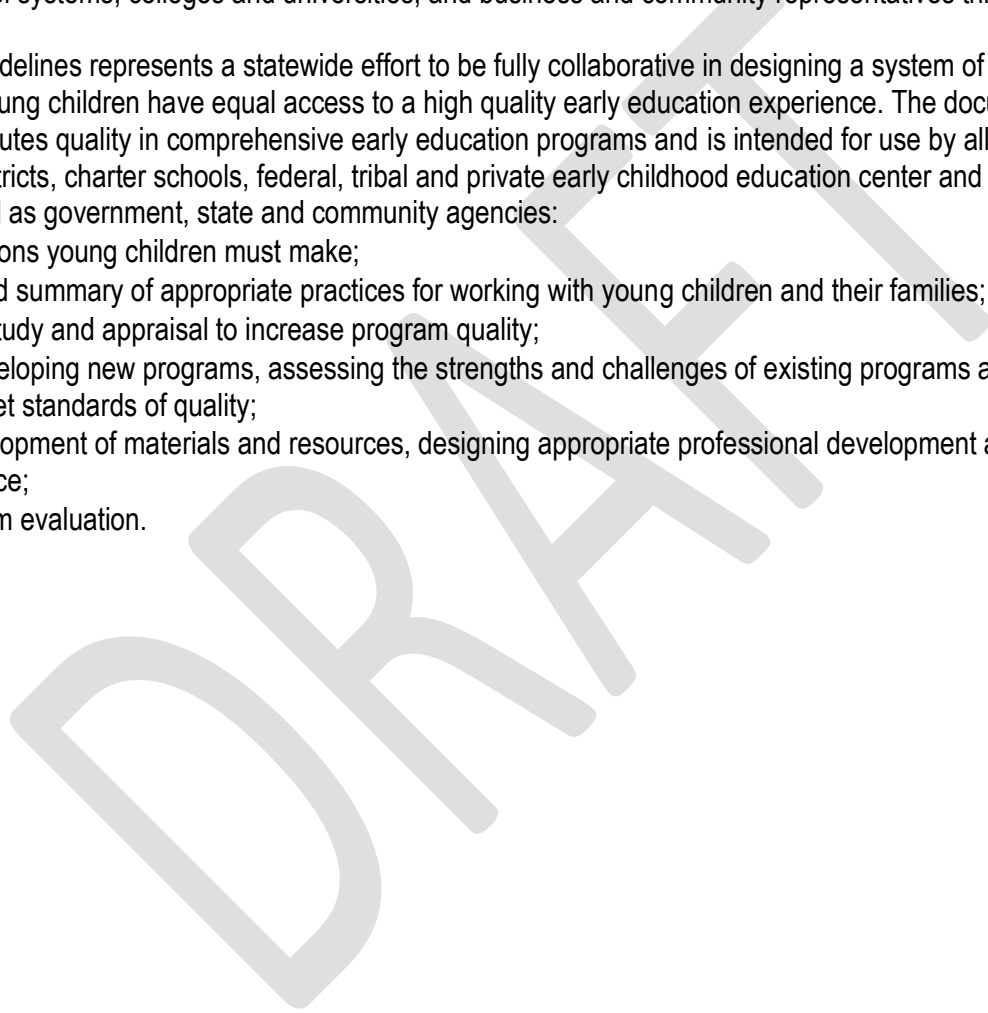 systems, colleges and universities, and business and community representatives
delines represents a statewide effort to be fully collaborative in designing a system of
ung children have equal access to a high quality early education experience. The docu
utes quality in comprehensive early education programs and is intended for use by all
tricts, charter schools, federal, tribal and private early childhood education center and
as government, state and community agencies:
ons young children must make;
d summary of appropriate practices for working with young children and their families;
tudy and appraisal to increase program quality;
eloping new programs, assessing the strengths and challenges of existing programs a
et standards of quality;
opment of materials and resources, designing appropriate professional development a
ce;
m evaluation.
DRAFT